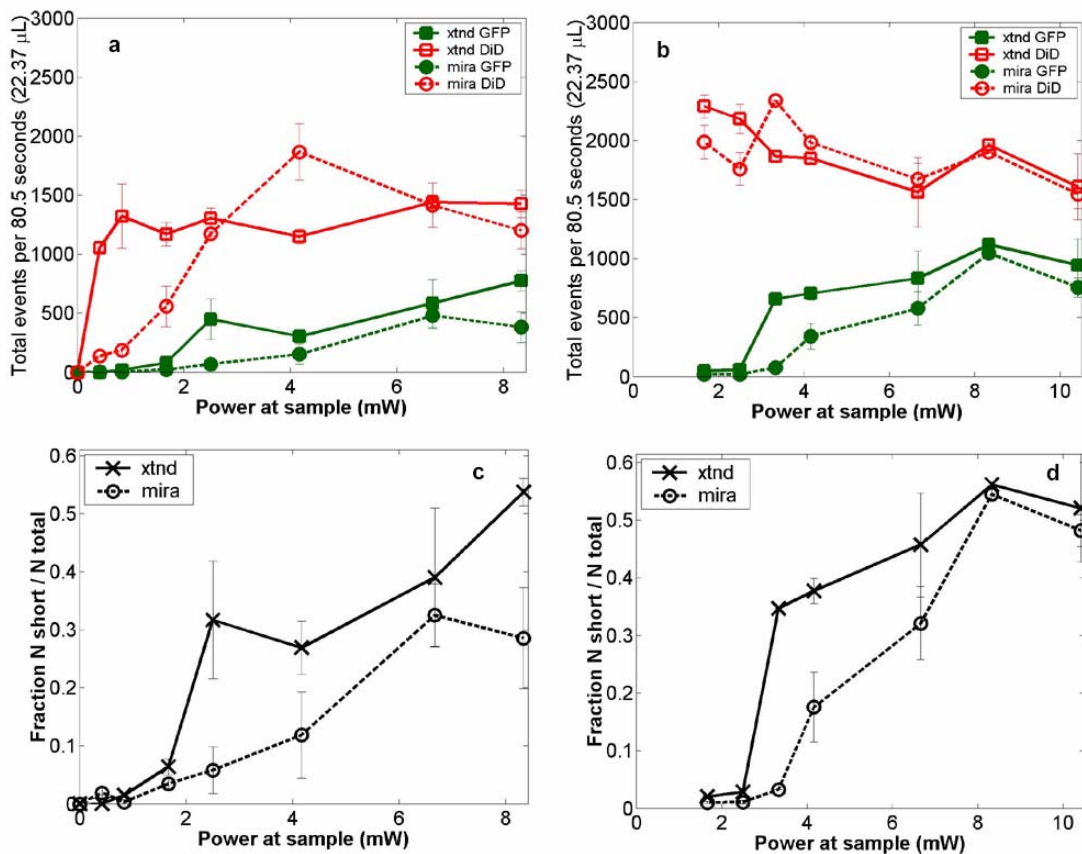 Total events per 80.5 seconds (22.37 μL)
3000
2500
2000
1500
1000
500
0
a
xtnd GFP
xtnd DiD
mira GFP
mira DiD
0 2 4 6 8
Power at sample (mW)
Total events per 80.5 seconds (22.37 μL)
3000
2500
2000
1500
1000
500
0
b
xtnd GFP
xtnd DiD
mira GFP
mira DiD
0 2 4 6 8 10
Power at sample (mW)
Fraction N short / N total
0.6
0.5
0.4
0.3
0.2
0.1
0
xtnd
mira
c
0 2 4 6 8
Power at sample (mW)
Fraction N short / N total
0.6
0.5
0.4
0.3
0.2
0.1
0
xtnd
mira
d
0 2 4 6 8 10
Power at sample (mW)